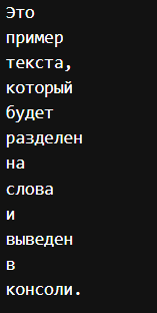 Это
пример
текста,
который
будет
разделен
на
слова
и
выведен
в
консоли.